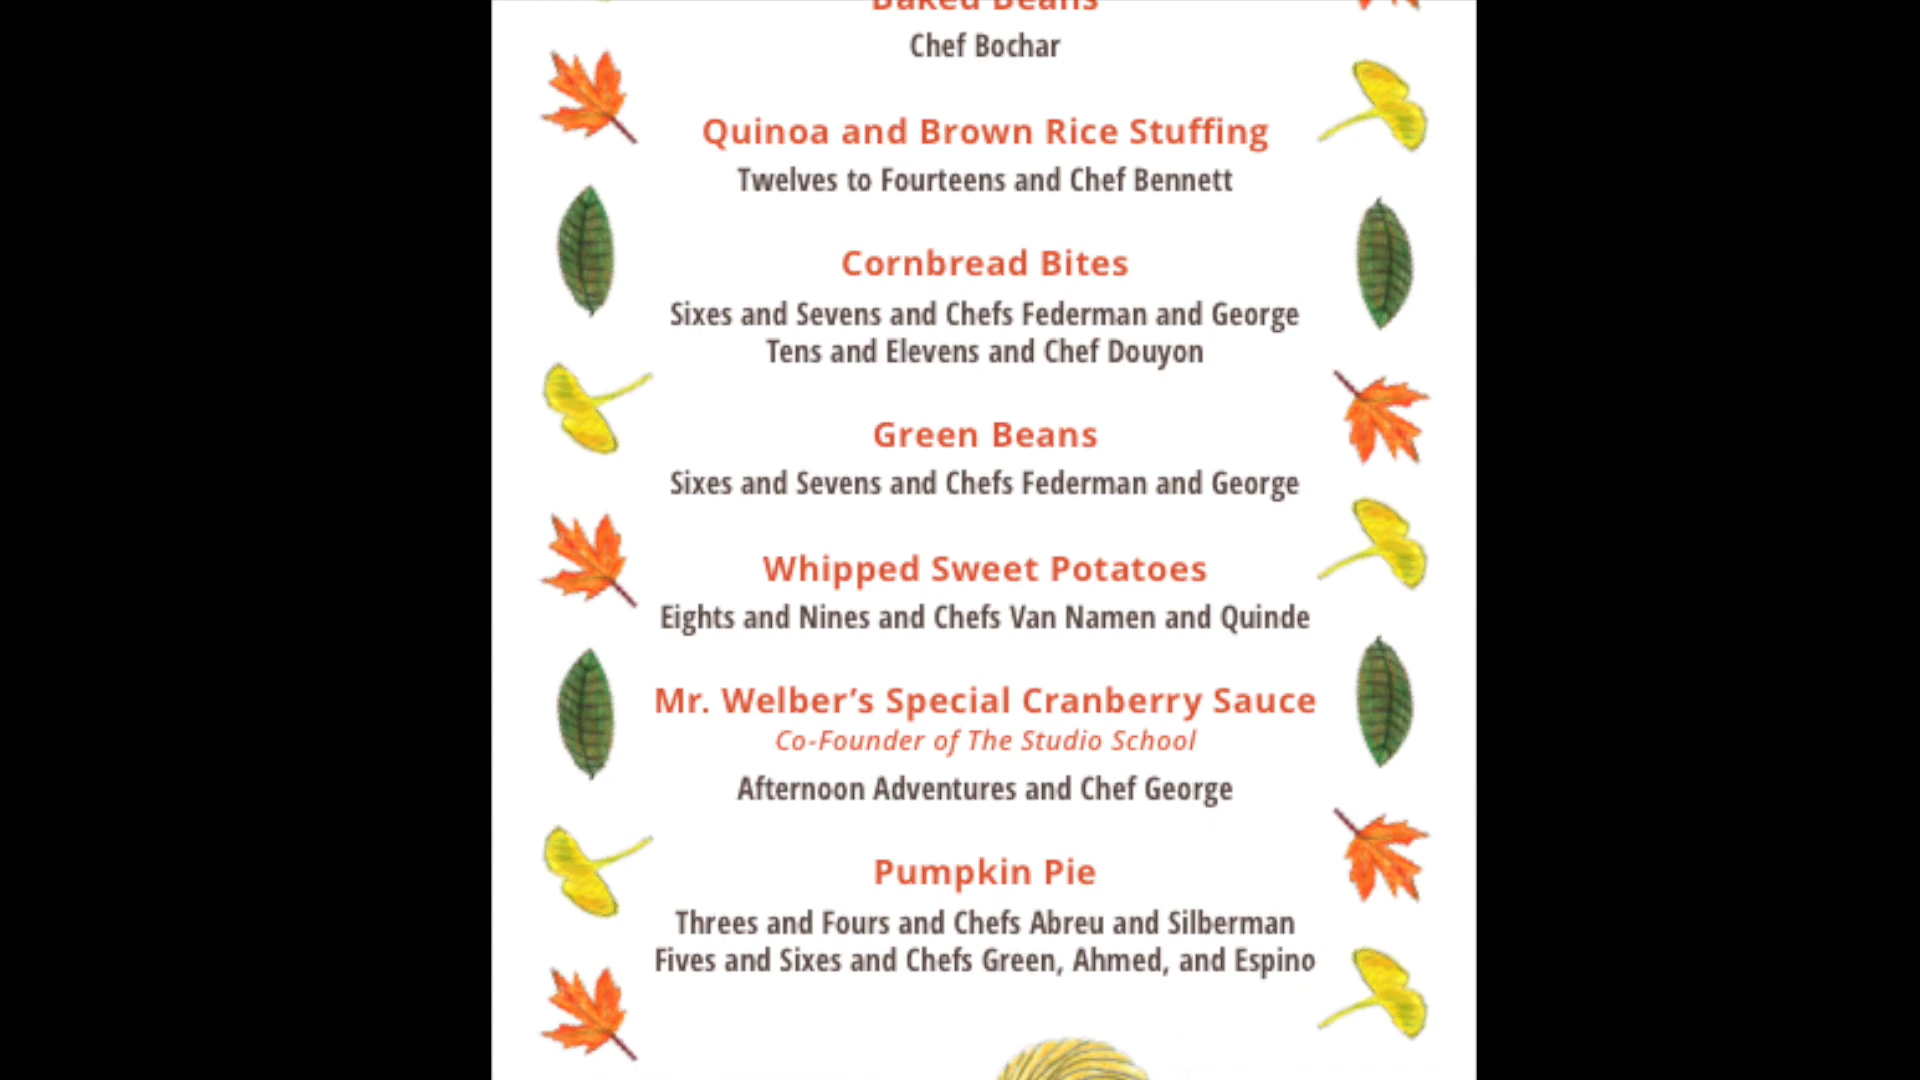 Baked Beans
Chef Bochar
Quinoa and Brown Rice Stuffing
Twelves to Fourteens and Chef Bennett
Cornbread Bites
Sixes and Sevens and Chefs Federman and George
Tens and Elevens and Chef Douyon
Green Beans
Sixes and Sevens and Chefs Federman and George
Whipped Sweet Potatoes
Eights and Nines and Chefs Van Namen and Quinde
Mr. Welber’s Special Cranberry Sauce
Co-Founder of The Studio School
Afternoon Adventures and Chef George
Pumpkin Pie
Threes and Fours and Chefs Abreu and Silberman
Fives and Sixes and Chefs Green, Ahmed, and Espino